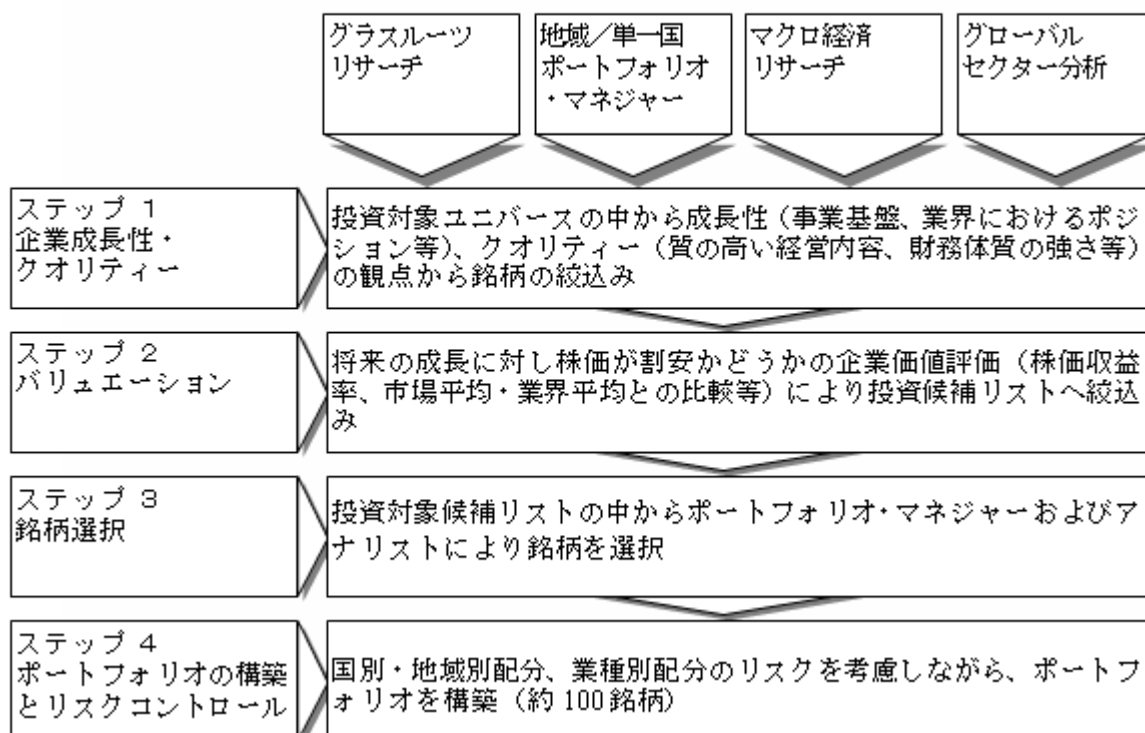 グラスルーツ
リサーチ
地域／単一国
ポートフォリオ
・マネジャー
マクロ経済
リサーチ
グローバル
セクター分析
ステップ 1
企業成長性・
クオリティー
投資対象ユニバースの中から成長性（事業基盤、業界におけるポジ
ション等）、クオリティー（質の高い経営内容、財務体質の強さ等）
の観点から銘柄の絞込み
ステップ 2
バリュエーション
将来の成長に対し株価が割安かどうかの企業価値評価（株価収益
率、市場平均・業界平均との比較等）により投資候補リストへ絞込
み
ステップ 3
銘柄選択
投資対象候補リストの中からポートフォリオ・マネジャーおよびア
ナリストにより銘柄を選択
ステップ 4
ポートフォリオの構築
とリスクコントロール
国別・地域別配分、業種別配分のリスクを考慮しながら、ポートフ
ォリオを構築（約 100 銘柄）